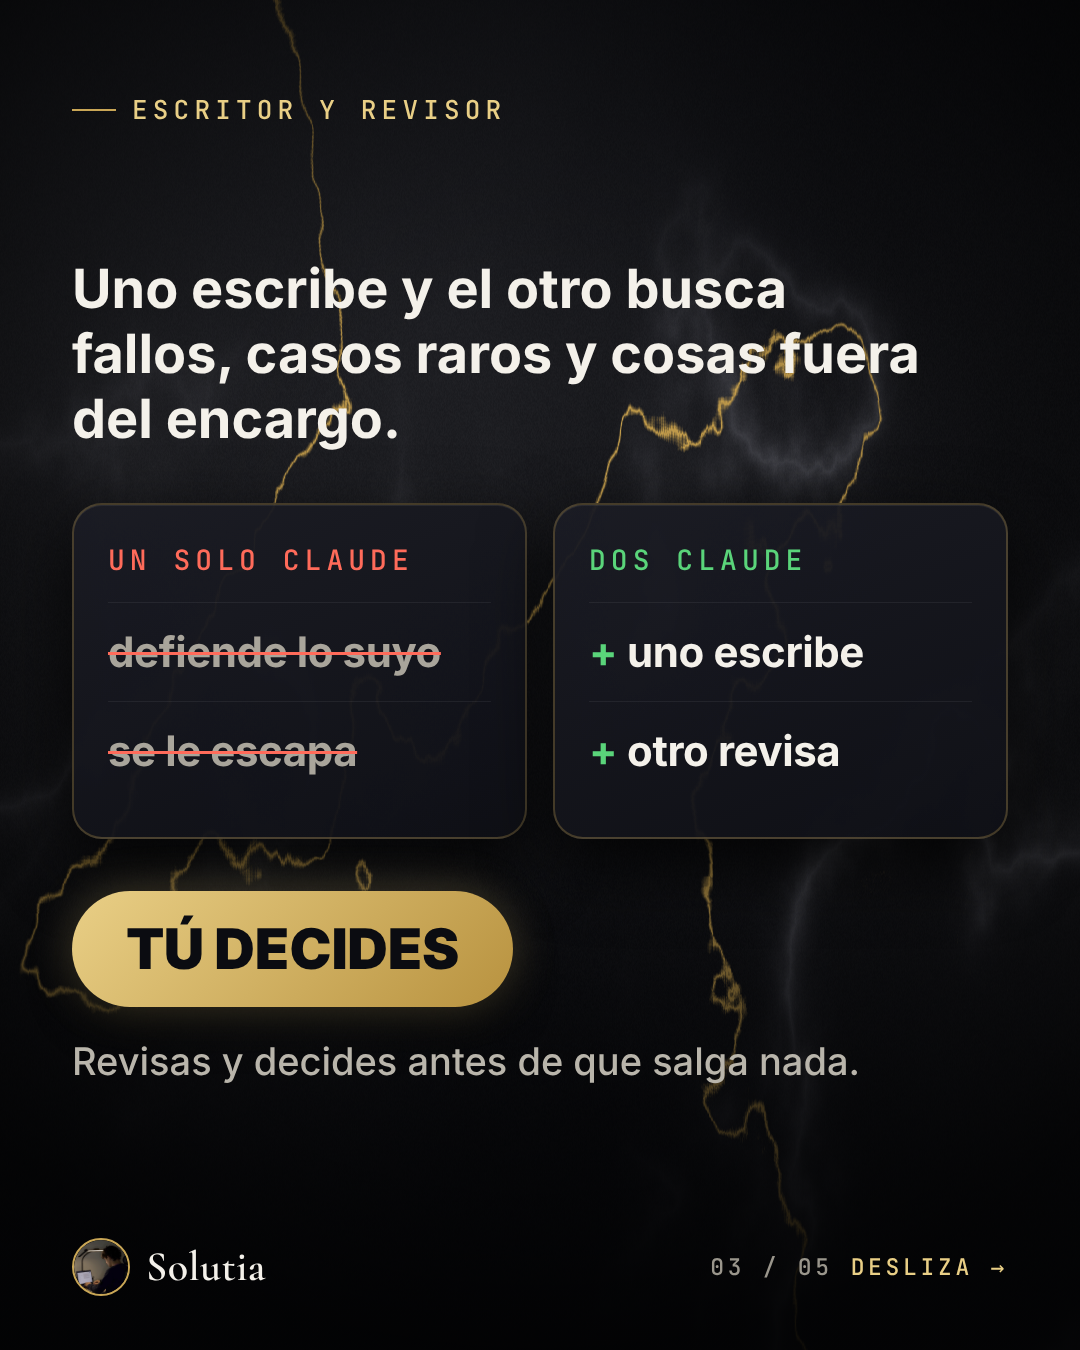 ESCRITOR Y REVISOR
Uno escribe y el otro busca
fallos, casos raros y cosas fuera
del encargo.
UN SOLO CLAUDE
defiende lo suyo
se le escapa
DOS CLAUDE
+ uno escribe
+ otro revisa
TÚ DECIDES
Revisas y decides antes de que salga nada.
Solutia
03 / 05 DESLIZA →